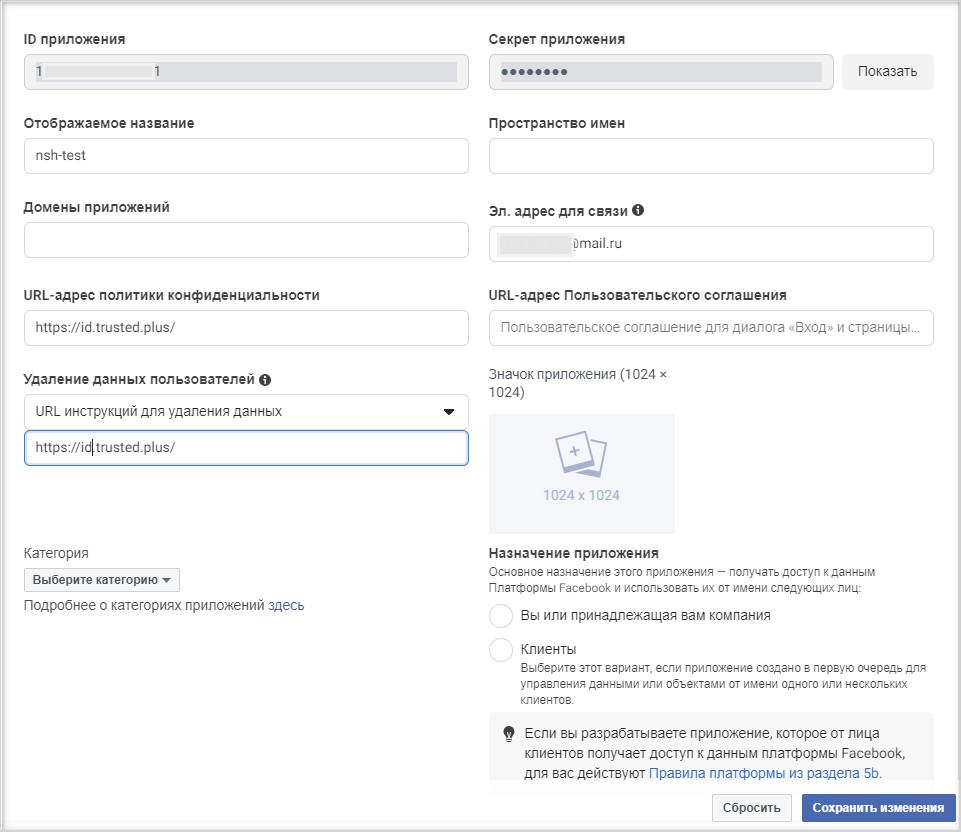 ID приложения
1 1
Отображаемое название
nsh-test
Домены приложений
URL-адрес политики конфиденциальности
https://id.trusted.plus/
Удаление данных пользователей
URL инструкций для удаления данных
https://id.trusted.plus/
Категория
Выберите категорию
Подробнее о категориях приложений здесь
Секрет приложения
••••••••
Показать
Пространство имен
Эл. адрес для связи
@mail.ru
URL-адрес Пользовательского соглашения
Пользовательское соглашение для диалога «Вход» и страницы...
Значок приложения (1024 ×
1024)
1024 x 1024
Назначение приложения
Основное назначение этого приложения — получать доступ к данным
Платформы Facebook и использовать их от имени следующих лиц:
Вы или принадлежащая вам компания
Клиенты
Выберите этот вариант, если приложение создано в первую очередь для
управления данными или объектами от имени одного или нескольких
клиентов.
Если вы разрабатываете приложение, которое от лица
клиентов получает доступ к данным платформы Facebook,
для вас действуют Правила платформы из раздела 5b.
Сбросить
Сохранить изменения